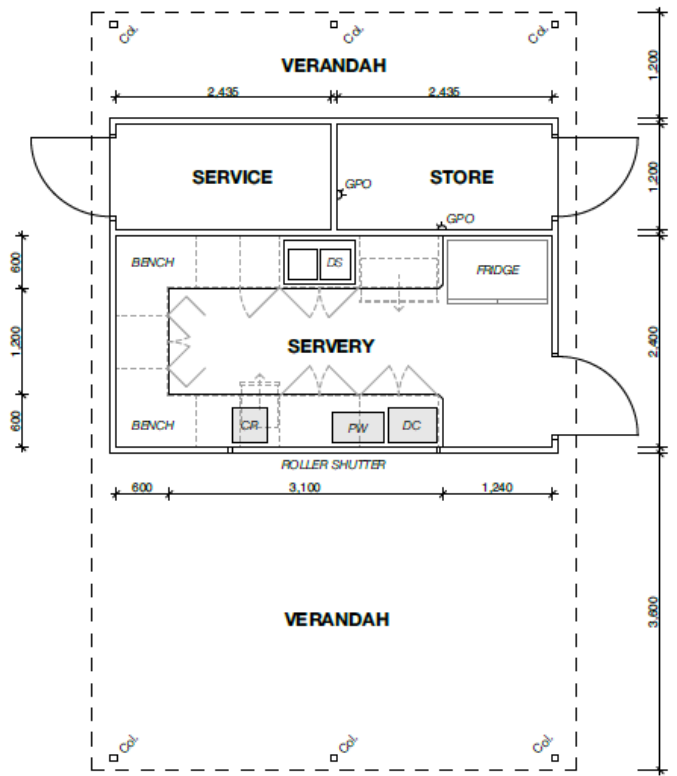 Col.
Col.
Col.
VERANDAH
1,200
2,435
2,435
SERVICE
STORE
1,200
GPO
GPO
600
BENCH
DS
FRIDGE
1,200
SERVERY
2,400
600
BENCH
CR
PW
DC
ROLLER SHUTTER
600
3,100
1,240
VERANDAH
3,600
Col.
Col.
Col.